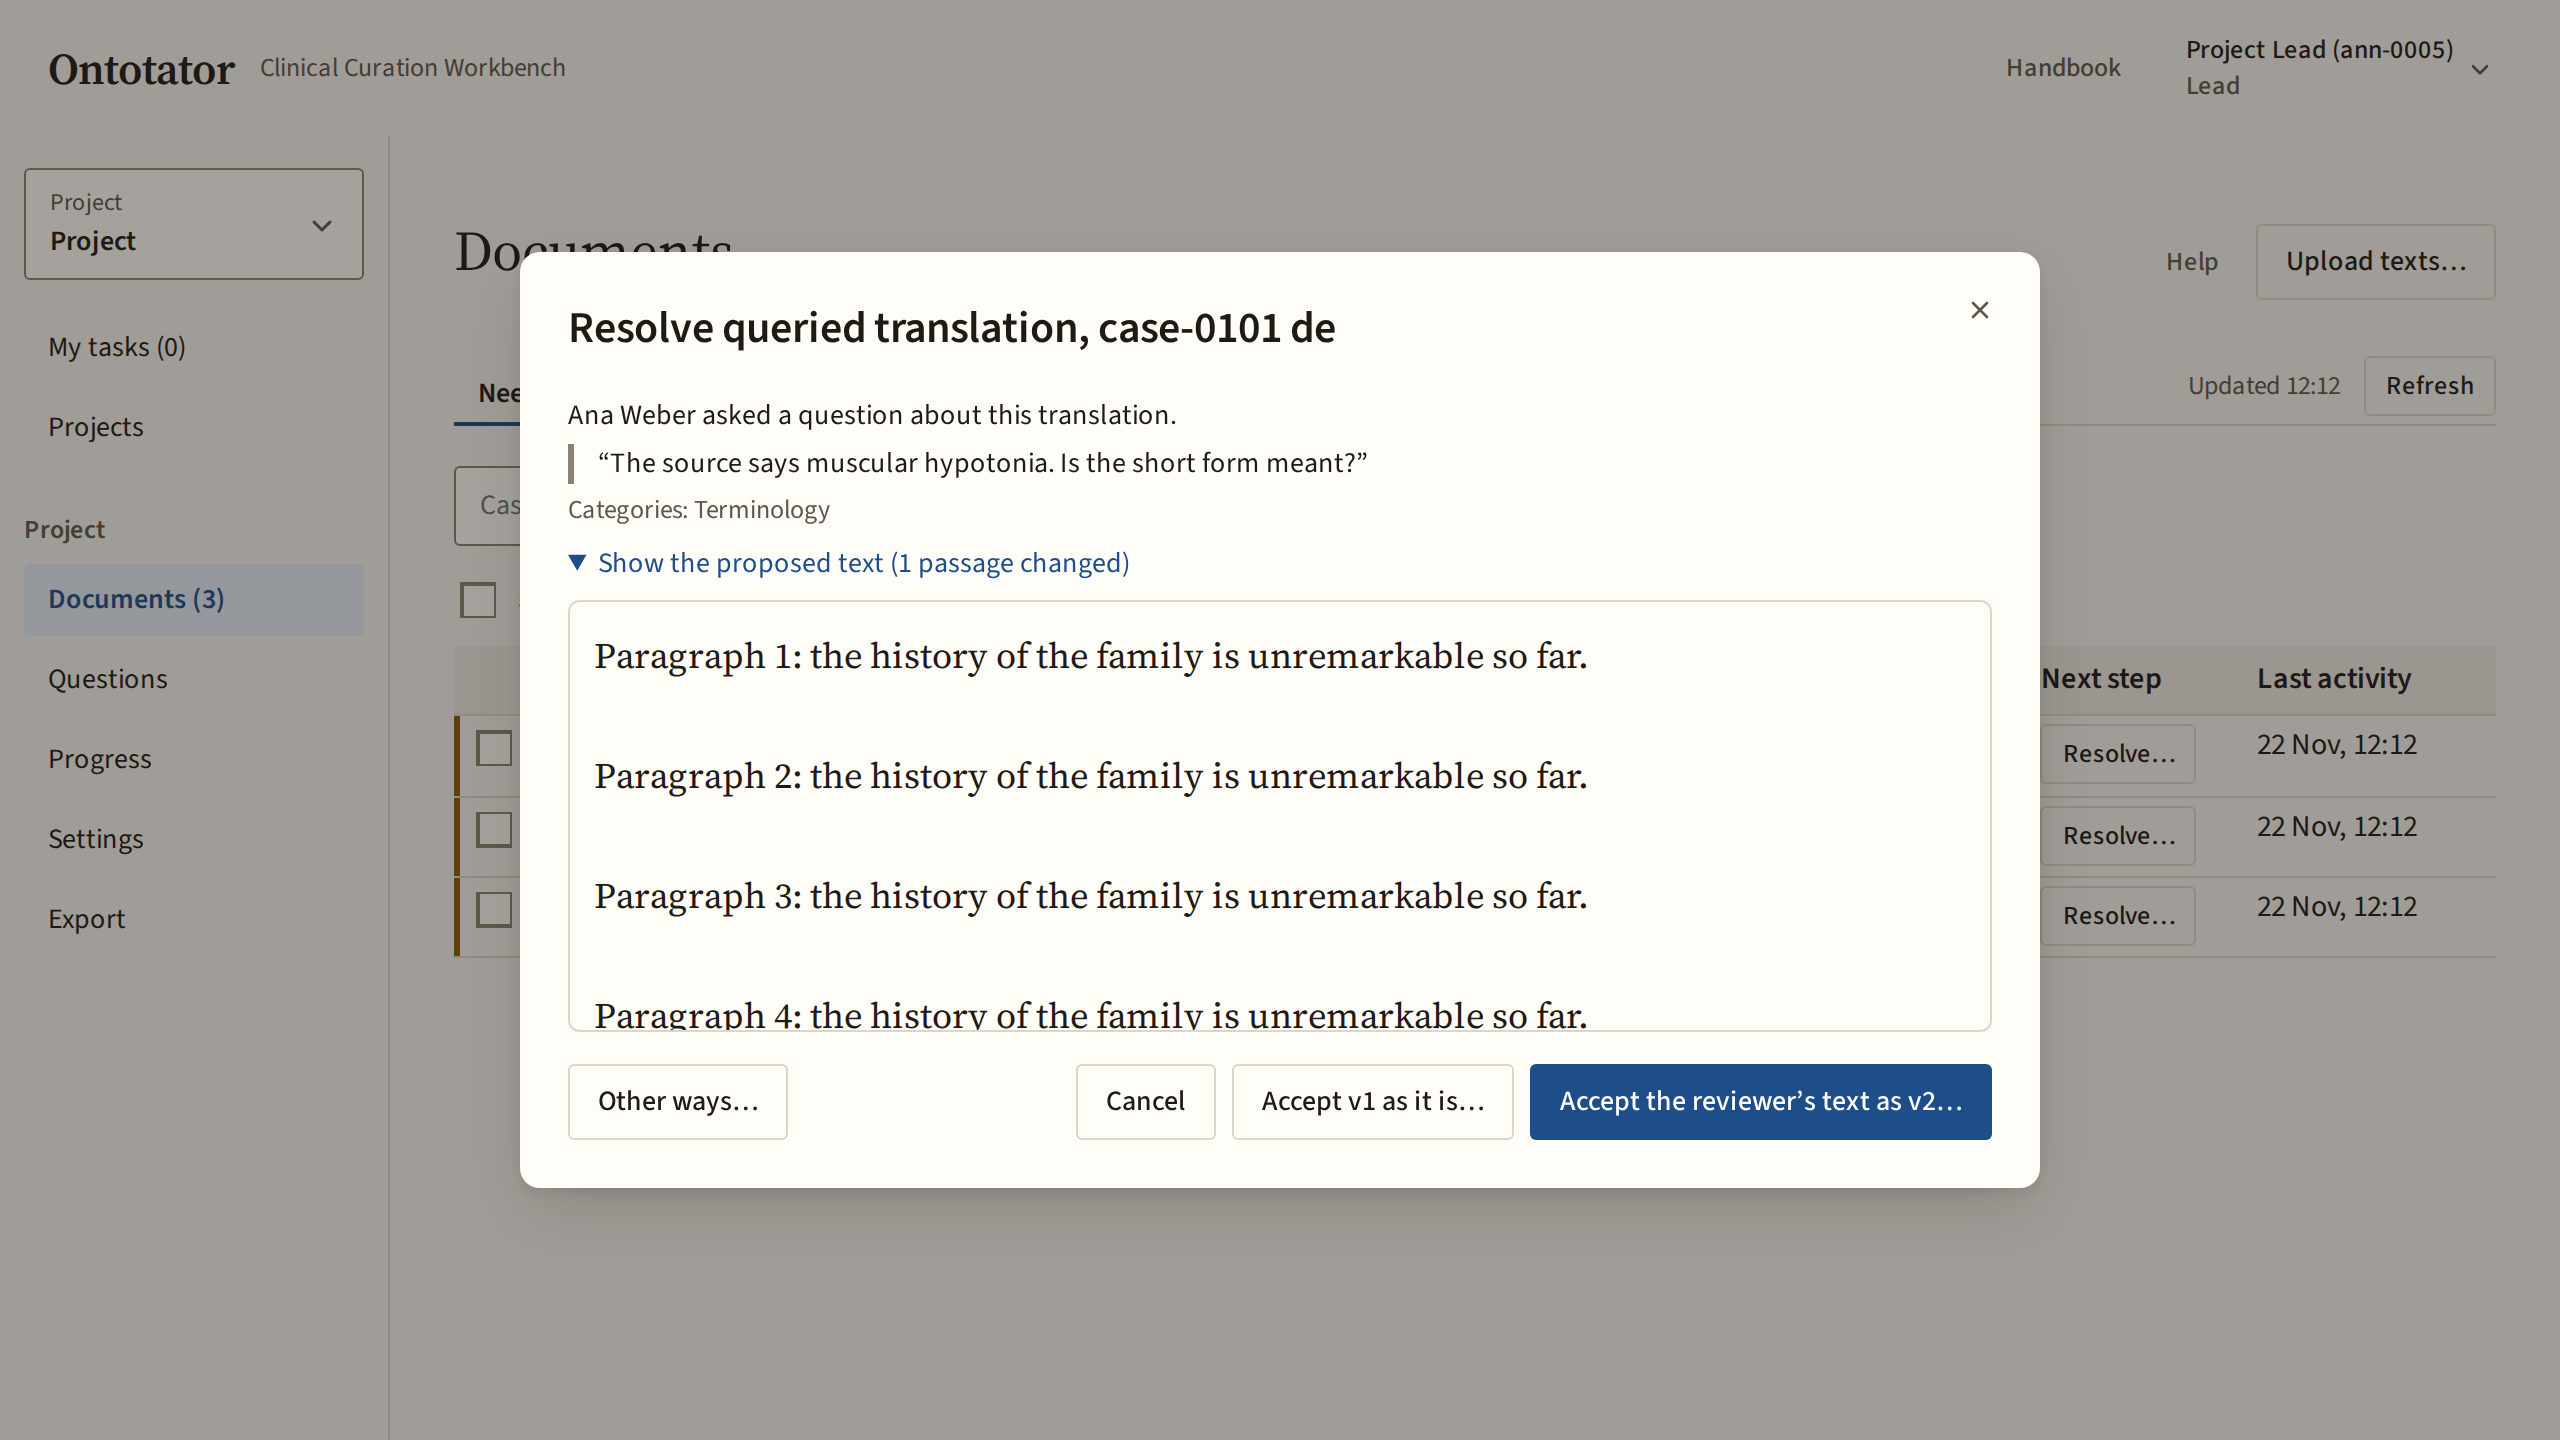 Ontotator
Clinical Curation Workbench
Handbook
Project Lead (ann-0005)
Lead
Project
Project
My tasks (0)
Projects
Project
Documents (3)
Questions
Progress
Settings
Export
Documents
Help
Upload texts…
Updated 12:12
Refresh
Next step
Last activity
Resolve…
22 Nov, 12:12
Resolve…
22 Nov, 12:12
Resolve…
22 Nov, 12:12
Resolve queried translation, case-0101 de
Ana Weber asked a question about this translation.
“The source says muscular hypotonia. Is the short form meant?”
Categories: Terminology
Show the proposed text (1 passage changed)
Paragraph 1: the history of the family is unremarkable so far.
Paragraph 2: the history of the family is unremarkable so far.
Paragraph 3: the history of the family is unremarkable so far.
Paragraph 4: the history of the family is unremarkable so far.
Other ways…
Cancel
Accept v1 as it is…
Accept the reviewer’s text as v2…